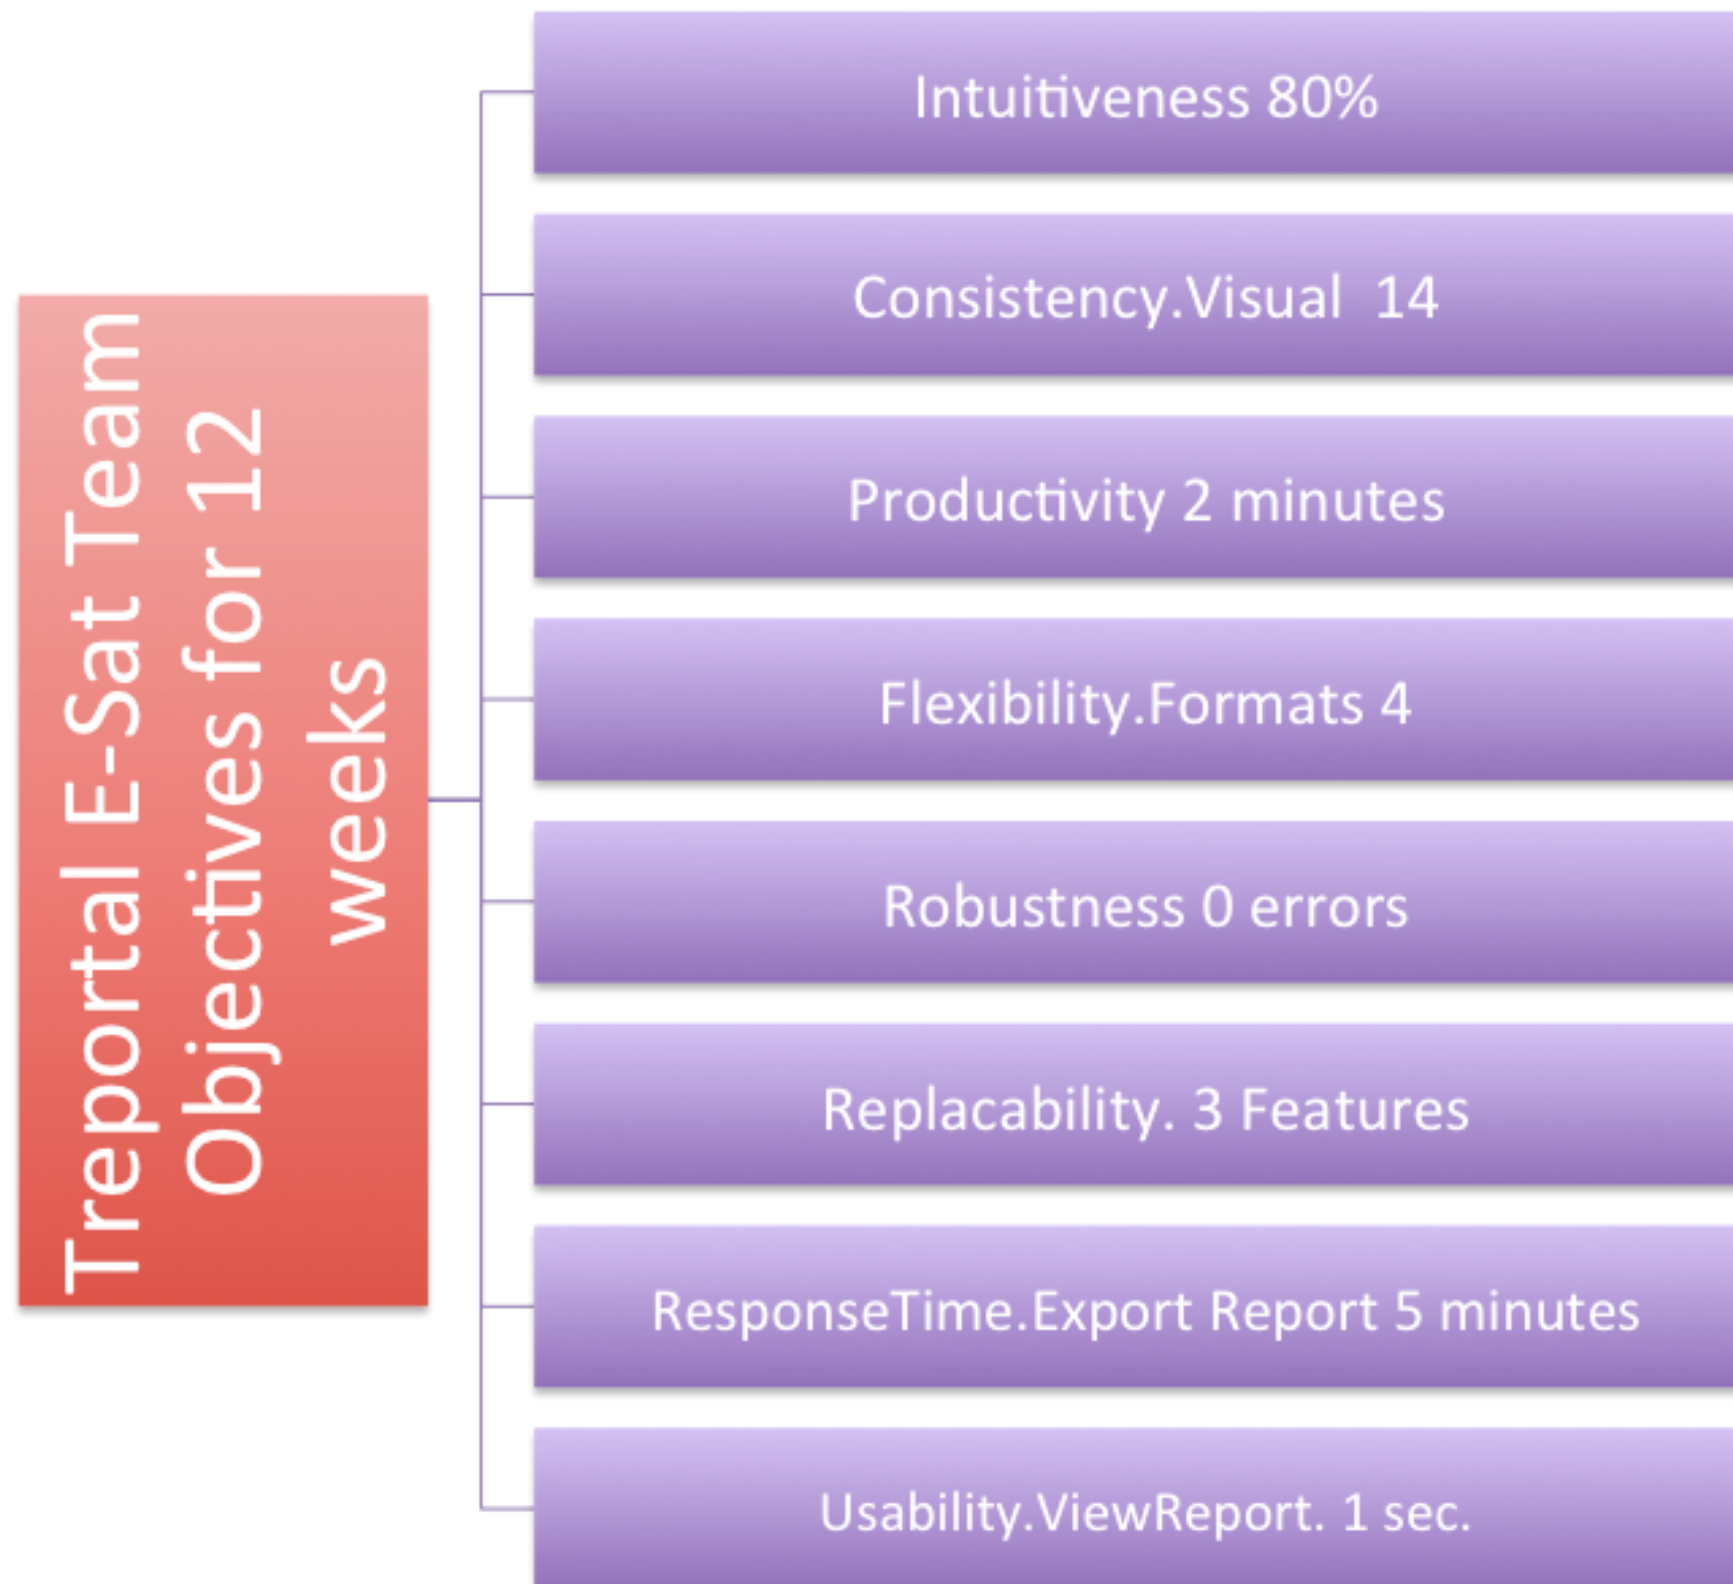 Treportal E-Sat Team
Objectives for 12
weeks
Intuitiveness 80%
Consistency.Visual 14
Productivity 2 minutes
Flexibility.Formats 4
Robustness 0 errors
Replacability. 3 Features
ResponseTime.Export Report 5 minutes
Usability.ViewReport. 1 sec.